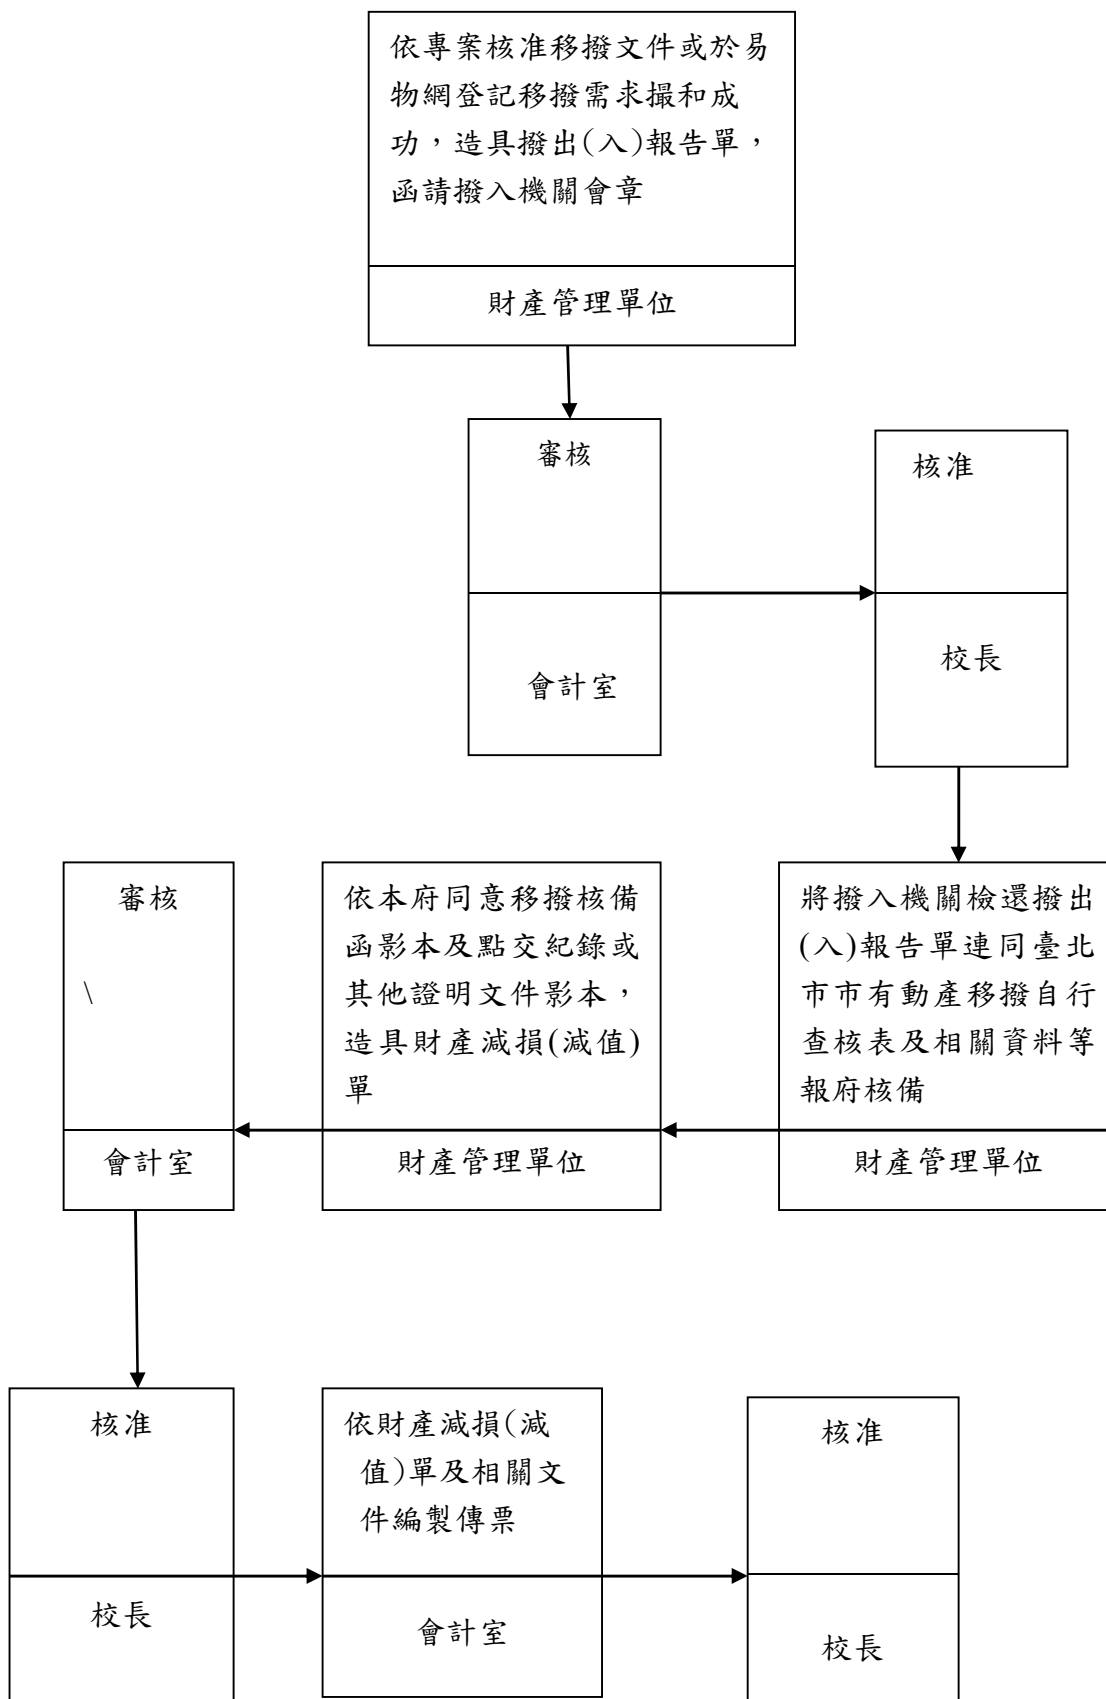 依專案核准移撥文件或於易
物網登記移撥需求撮和成
功，造具撥出(入)報告單，
函請撥入機關會章
財產管理單位
審核
會計室
核准
校長
將撥入機關檢還撥出
(入)報告單連同臺北
市市有動產移撥自行
查核表及相關資料等
報府核備
財產管理單位
依本府同意移撥核備
函影本及點交紀錄或
其他證明文件影本，
造具財產減損(減值)
單
財產管理單位
審核
\
會計室
核准
校長
依財產減損(減
值)單及相關文
件編製傳票
會計室
核准
校長